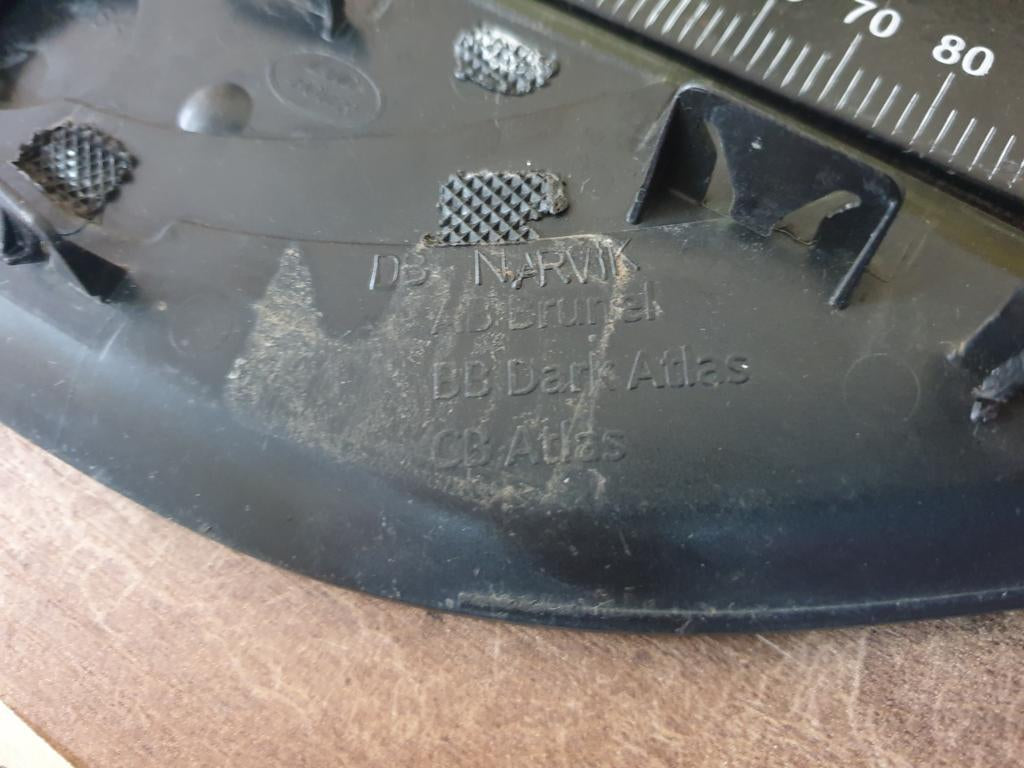 70 80
DB NARVIK
AB Brunel
BB Dark Atlas
CB Atlas